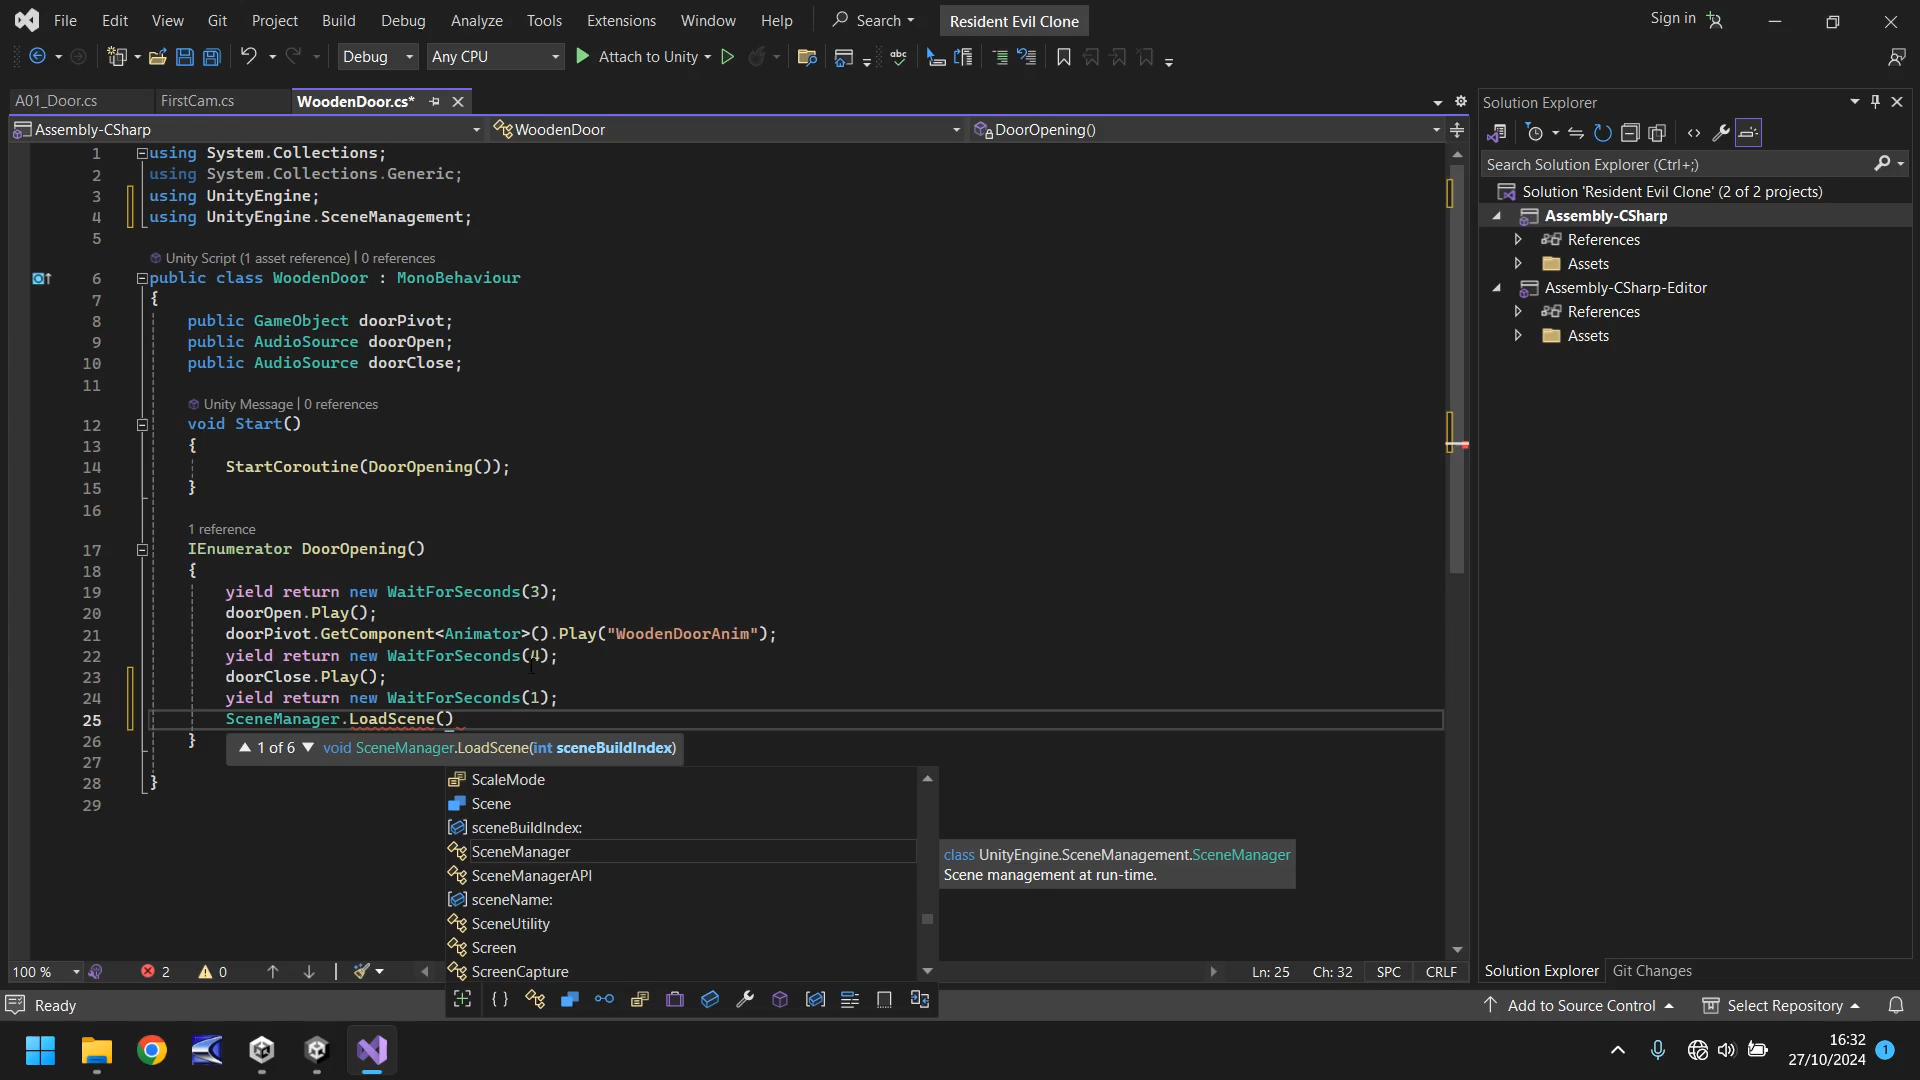 File Edit View Git Project Build Debug Analyze Tools Extensions Window Help Search Resident Evil Clone Sign in
Debug Any CPU Attach to Unity
A01_Door.cs FirstCam.cs WoodenDoor.cs*
Assembly-CSharp WoodenDoor DoorOpening()
1 using System.Collections;
2 using System.Collections.Generic;
3 using UnityEngine;
4 using UnityEngine.SceneManagement;
5
Unity Script (1 asset reference) | 0 references
6 public class WoodenDoor : MonoBehaviour
7 {
8 public GameObject doorPivot;
9 public AudioSource doorOpen;
10 public AudioSource doorClose;
11
Unity Message | 0 references
12 void Start()
13 {
14 StartCoroutine(DoorOpening());
15 }
16
1 reference
17 IEnumerator DoorOpening()
18 {
19 yield return new WaitForSeconds(3);
20 doorOpen.Play();
21 doorPivot.GetComponent<Animator>().Play("WoodenDoorAnim");
22 yield return new WaitForSeconds(4);
23 doorClose.Play();
24 yield return new WaitForSeconds(1);
25 SceneManager.LoadScene()
26 }
27
28 }
29
1 of 6 void SceneManager.LoadScene(int sceneBuildIndex)
ScaleMode
Scene
sceneBuildIndex:
SceneManager
SceneManagerAPI
sceneName:
SceneUtility
Screen
ScreenCapture
class UnityEngine.SceneManagement.SceneManager
Scene management at run-time.
Solution Explorer
Search Solution Explorer (Ctrl+;)
Solution 'Resident Evil Clone' (2 of 2 projects)
Assembly-CSharp
References
Assets
Assembly-CSharp-Editor
References
Assets
100 % 2 0 Ln: 25 Ch: 32 SPC CRLF
Solution Explorer Git Changes
Ready Add to Source Control Select Repository
16:32
27/10/2024
1